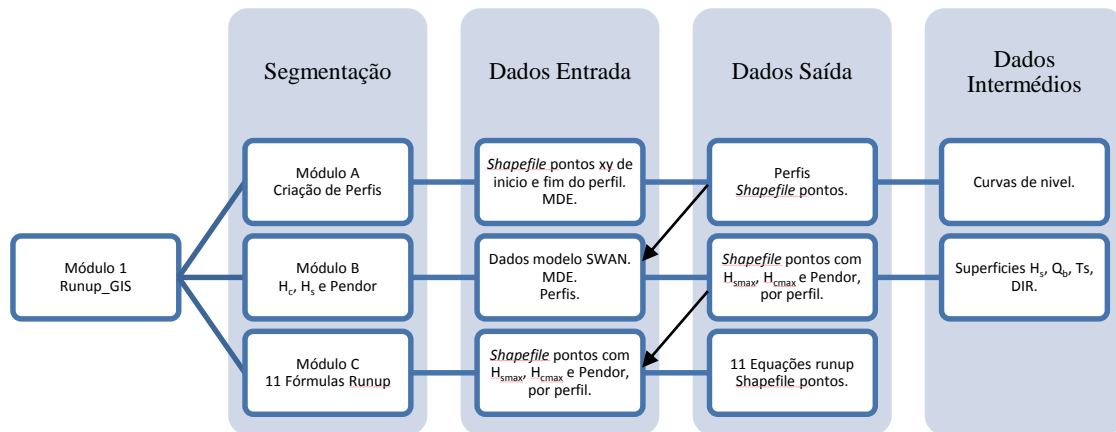 Segmentação
Dados Entrada
Dados Saída
Dados
Intermédios
Módulo 1
Runup_GIS
Módulo A
Criação de Perfis
Shapefile pontos xy de
inicio e fim do perfil.
MDE.
Perfis
Shapefile pontos.
Curvas de nivel.
Módulo B
Hc, Hs e Pendor
Dados modelo SWAN.
MDE.
Perfis.
Shapefile pontos com
Hsmax, Hcmax e Pendor,
por perfil.
Superficies Hs, Qb, Ts,
DIR.
Módulo C
11 Fórmulas Runup
Shapefile pontos com
Hsmax, Hcmax e Pendor,
por perfil.
11 Equações runup
Shapefile pontos.